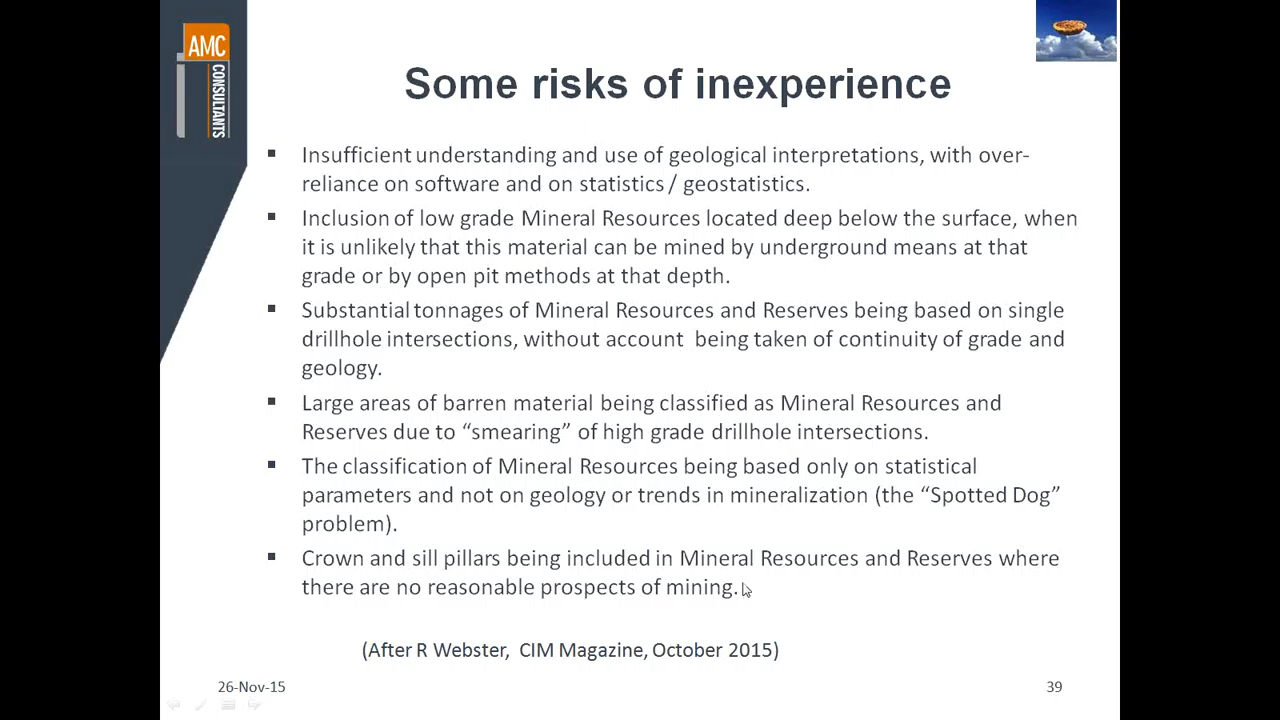 AMC
CONSULTANTS
Some risks of inexperience
▪ Insufficient understanding and use of geological interpretations, with over-
reliance on software and on statistics / geostatistics.
▪ Inclusion of low grade Mineral Resources located deep below the surface, when
it is unlikely that this material can be mined by underground means at that
grade or by open pit methods at that depth.
▪ Substantial tonnages of Mineral Resources and Reserves being based on single
drillhole intersections, without account being taken of continuity of grade and
geology.
▪ Large areas of barren material being classified as Mineral Resources and
Reserves due to “smearing” of high grade drillhole intersections.
▪ The classification of Mineral Resources being based only on statistical
parameters and not on geology or trends in mineralization (the “Spotted Dog”
problem).
▪ Crown and sill pillars being included in Mineral Resources and Reserves where
there are no reasonable prospects of mining.
(After R Webster, CIM Magazine, October 2015)
26-Nov-15
39